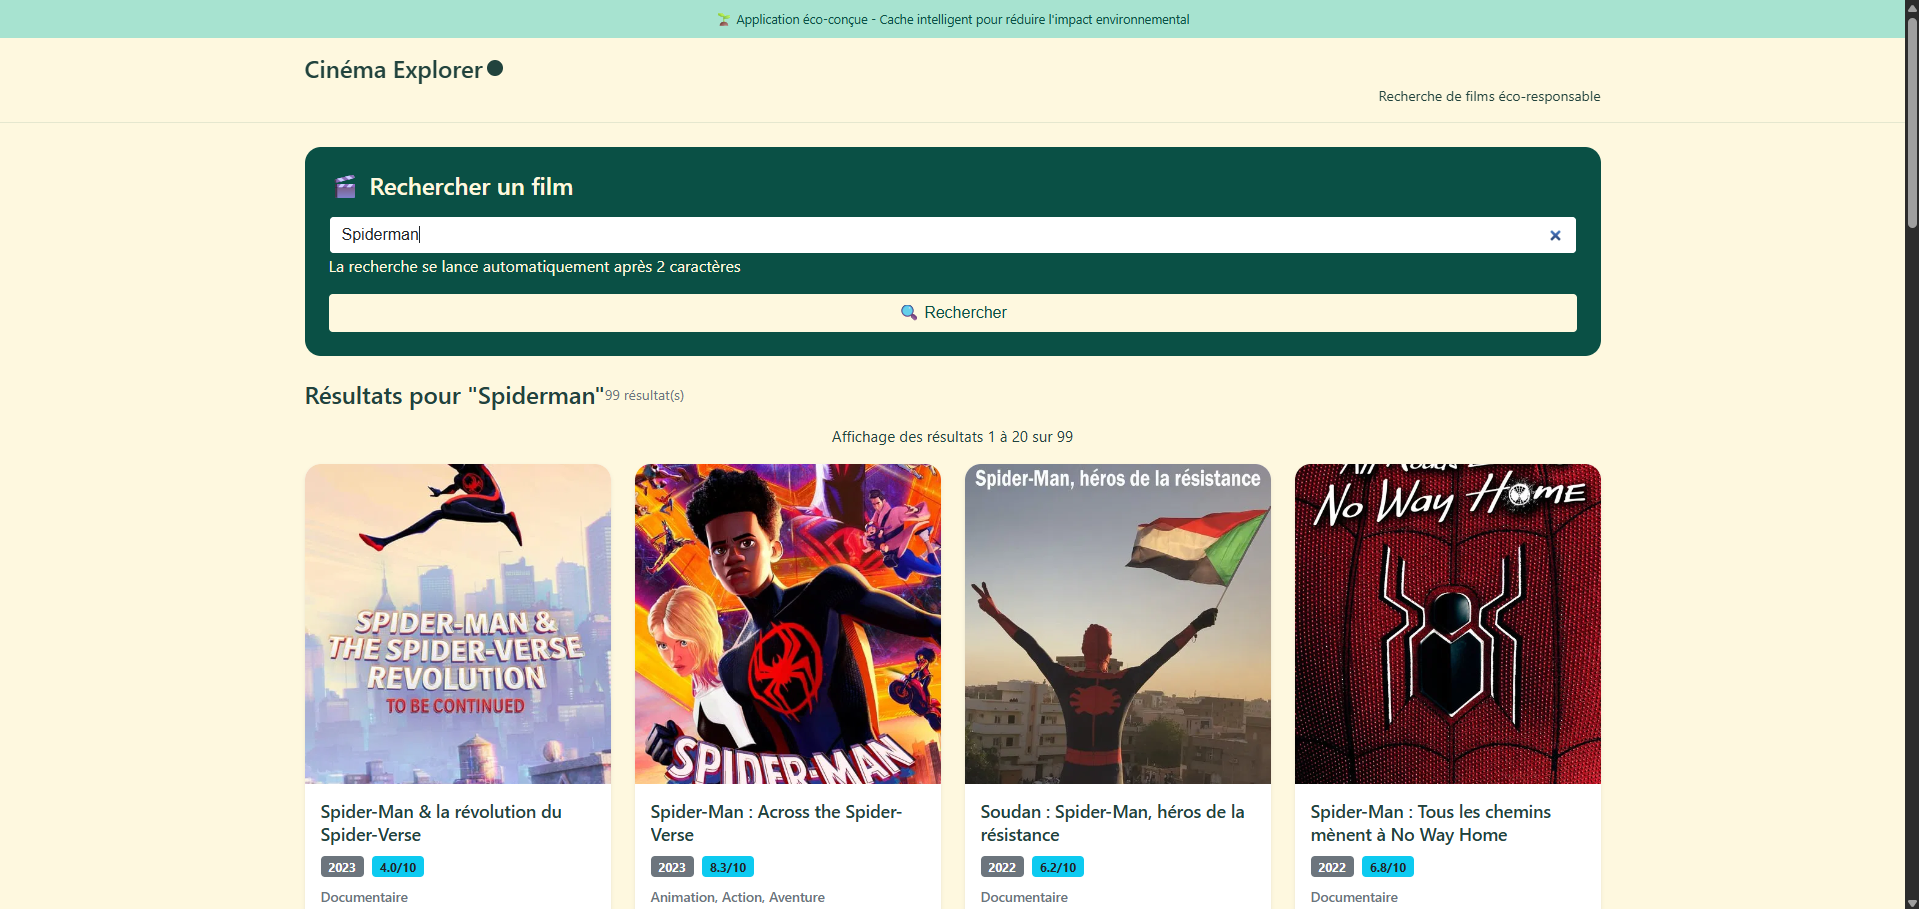 Application éco-conçue - Cache intelligent pour réduire l'impact environnemental
Cinéma Explorer
Recherche de films éco-responsable
Rechercher un film
Spiderman
La recherche se lance automatiquement après 2 caractères
Rechercher
Résultats pour "Spiderman" 99 résultat(s)
Affichage des résultats 1 à 20 sur 99
SPIDER-MAN &
THE SPIDER-VERSE
REVOLUTION
TO BE CONTINUED
SPIDER-MAN
Spider-Man, héros de la résistance
No Way Home
Spider-Man & la révolution du
Spider-Verse
2023 4.0/10
Documentaire
Spider-Man : Across the Spider-
Verse
2023 8.3/10
Animation, Action, Aventure
Soudan : Spider-Man, héros de la
résistance
2022 6.2/10
Documentaire
Spider-Man : Tous les chemins
mènent à No Way Home
2022 6.8/10
Documentaire